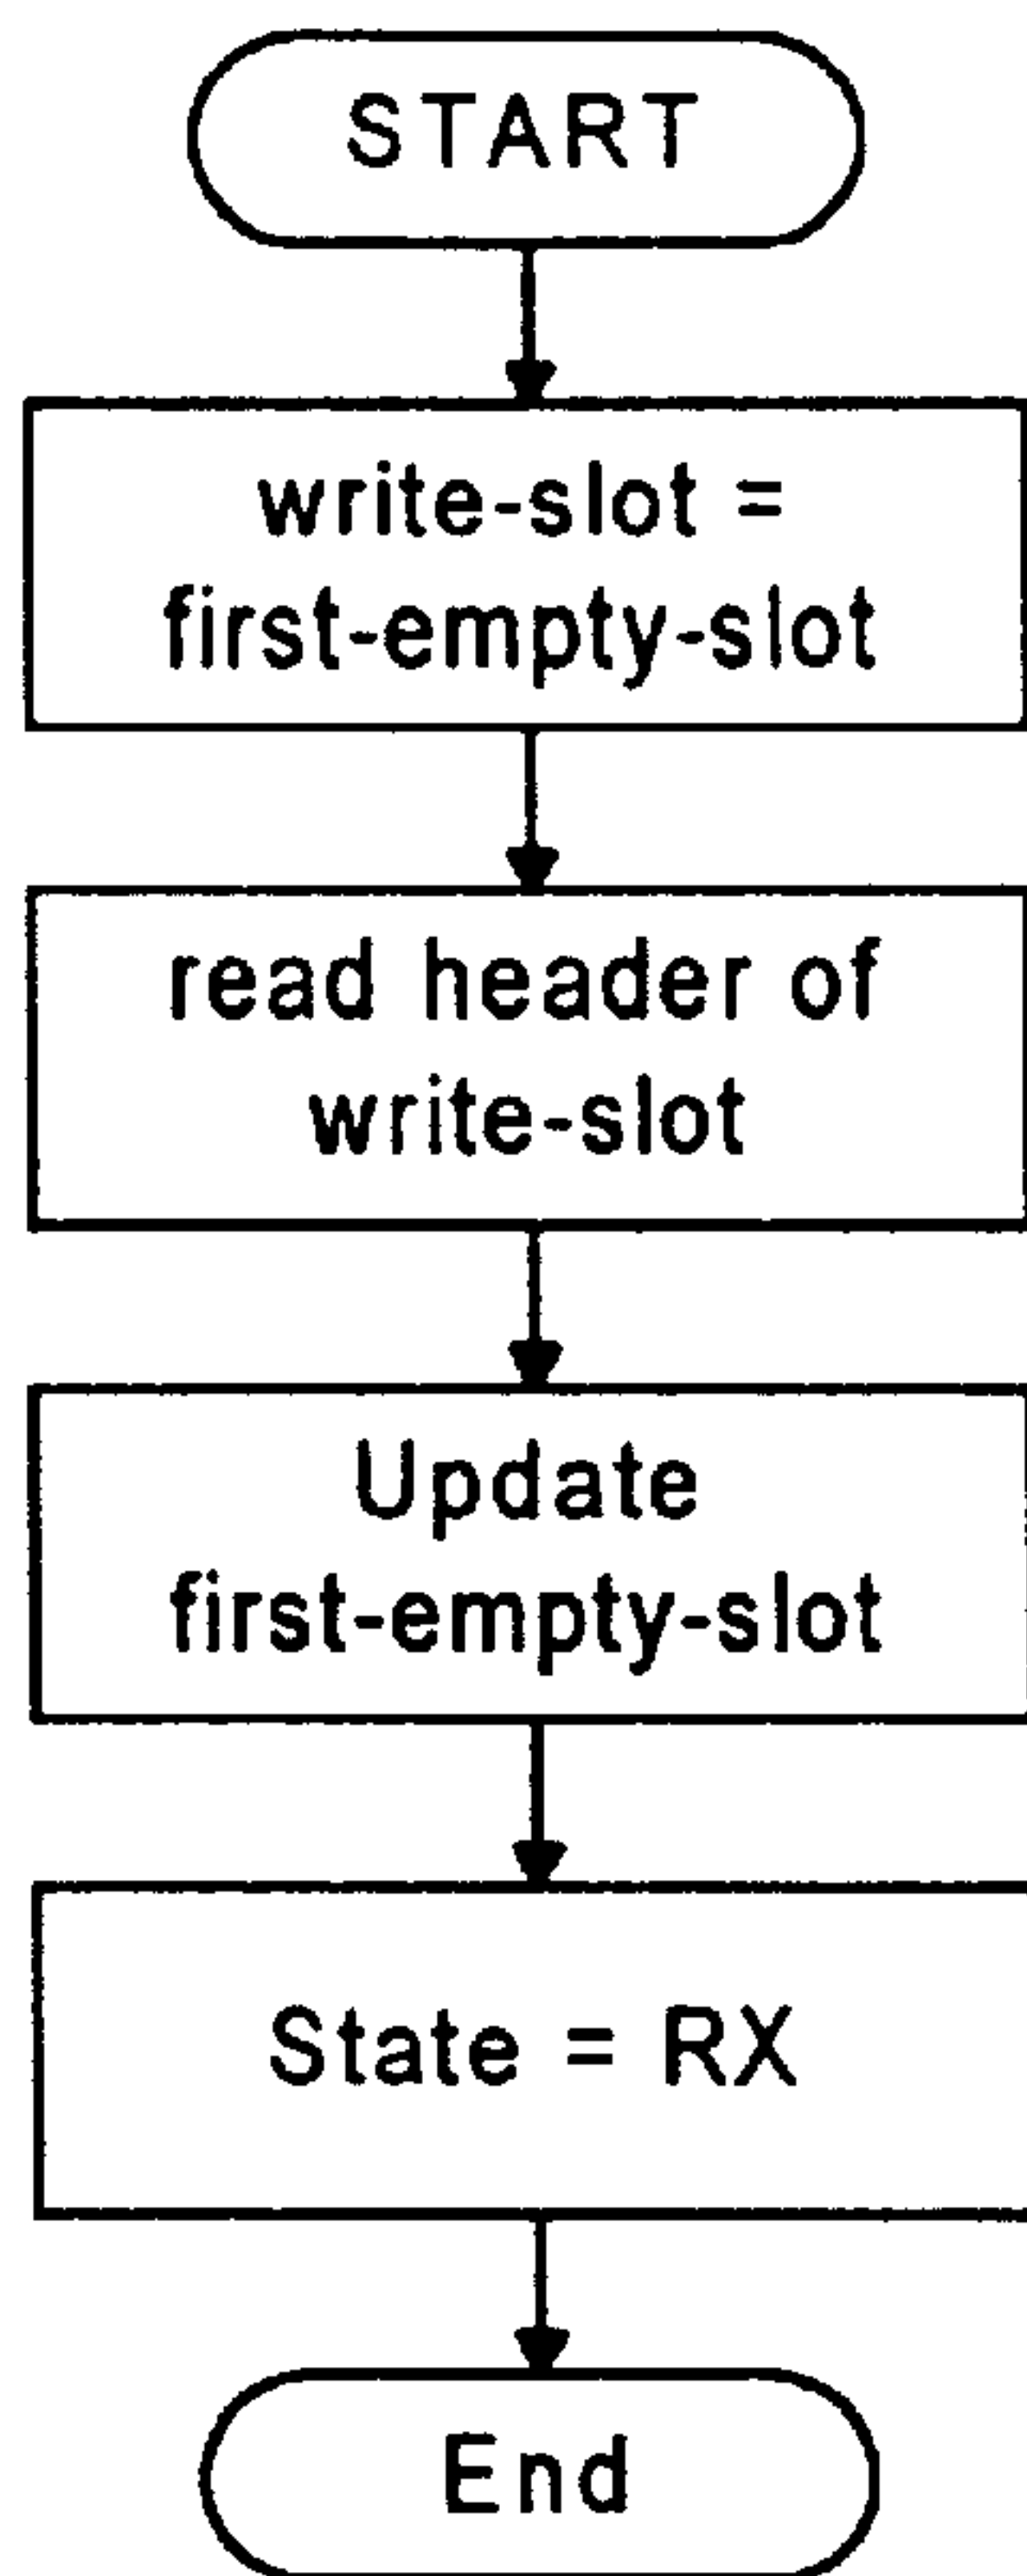 START
write-slot =
first-empty-slot
read header of
write-slot
Update
first-empty-slot
State = RX
End